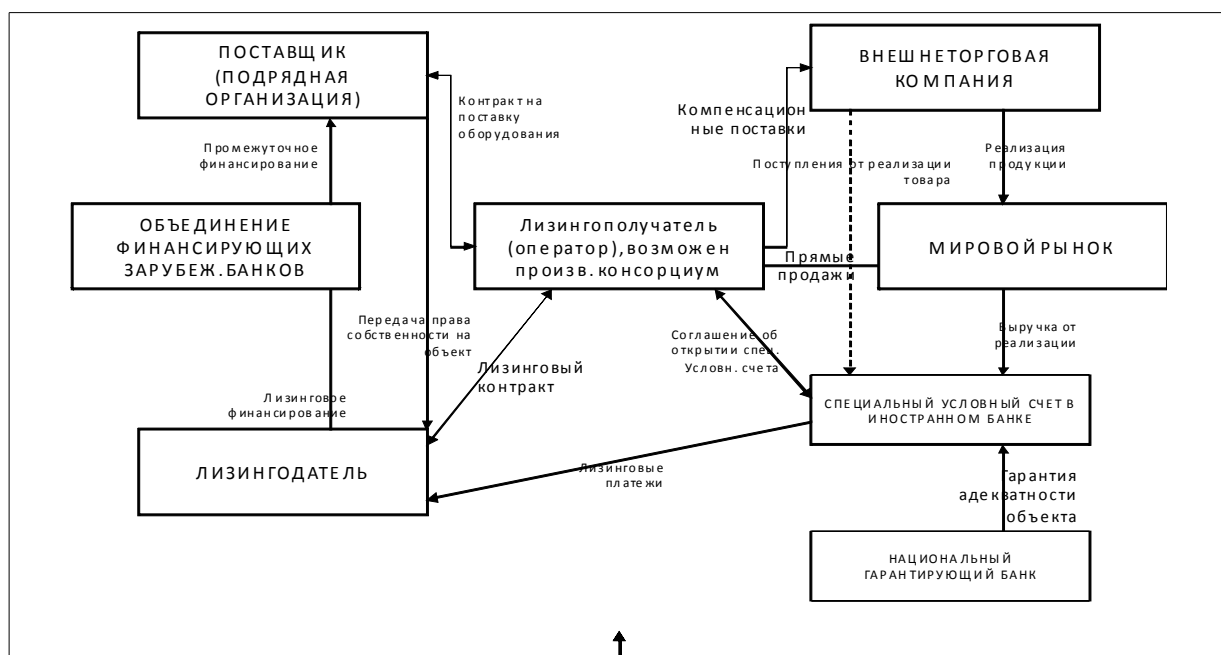 ПОСТАВЩИК
(ПОДРЯДНАЯ
ОРГАНИЗАЦИЯ)
ВНЕШНЕТОРГОВАЯ
КОМПАНИЯ
Контракт на
поставку
оборудования
Компенсацион
ные поставки
Промежуточное
финансирование
Поступления от реализации
товара
Реализация
продукции
ОБЪЕДИНЕНИЕ
ФИНАНСИРУЮЩИХ
ЗАРУБЕЖ.БАНКОВ
Лизингополучатель
(оператор),возможен
произв.консорциум
Прямые
продажи
МИРОВОЙ РЫНОК
Передача права
собственности на
объект
Лизинговый
контракт
Соглашение об
открытии спец.
Условн. счета
Выручка от
реализации
Лизинговое
финансирование
СПЕЦИАЛЬНЫЙ УСЛОВНЫЙ СЧЕТ В
ИНОСТРАННОМ БАНКЕ
ЛИЗИНГОДАТЕЛЬ
Лизинговые
платежи
Гарантия
адекватности
объекта
НАЦИОНАЛЬНЫЙ
ГАРАНТИРУЮЩИЙ БАНК